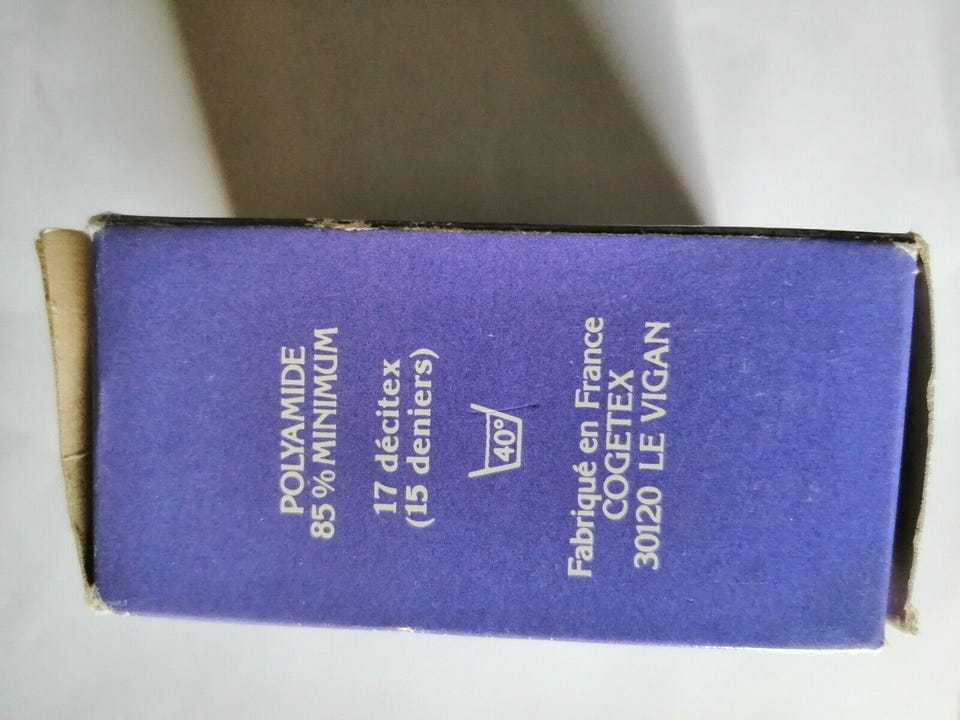 POLYAMIDE
85 % MINIMUM
17 décitex
(15 deniers)
40°
Fabriqué en France
COGETEX
30120 LE VIGAN